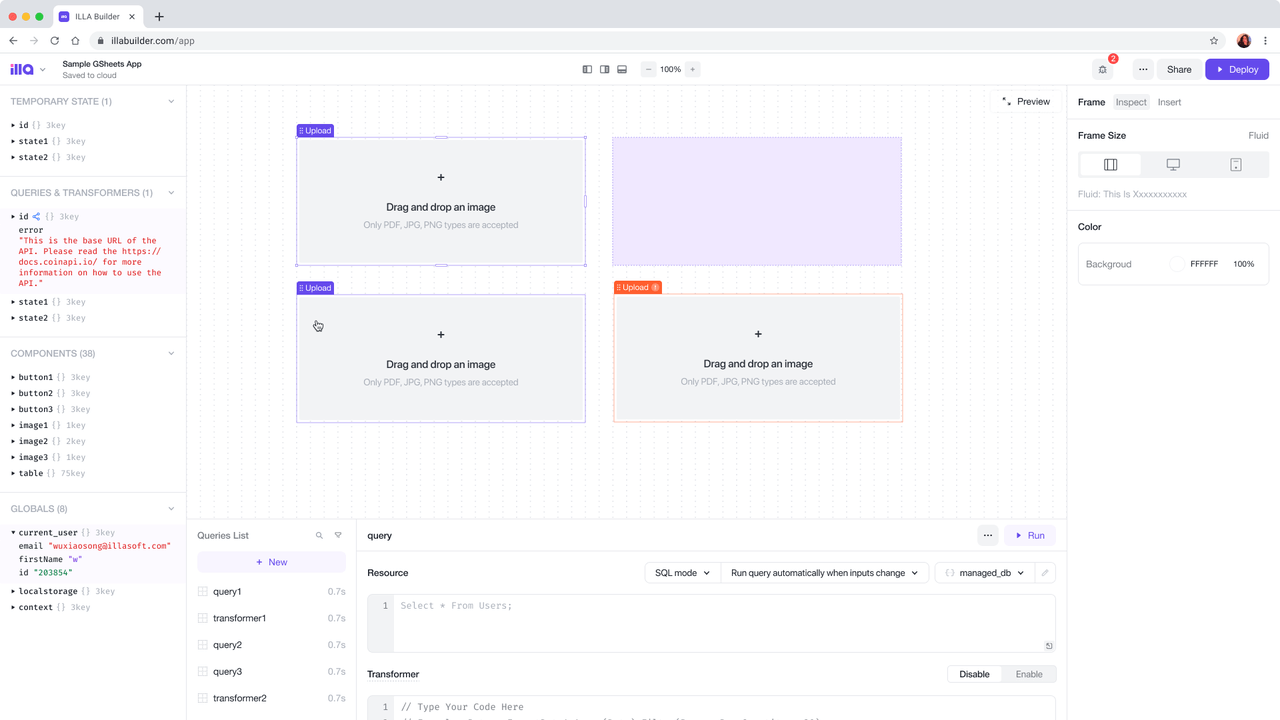 ILLA Builder
illabuilder.com/app
illa
Sample GSheets App
Saved to cloud
100%
2
Share
Deploy
TEMPORARY STATE (1)
id {} 3key
state1 {} 3key
state2 {} 3key
QUERIES & TRANSFORMERS (1)
id {} 3key
error
"This is the base URL of the
API. Please read the https://
docs.coinapi.io/ for more
information on how to use the
API."
state1 {} 3key
state2 {} 3key
COMPONENTS (38)
button1 {} 3key
button2 {} 3key
button3 {} 3key
image1 {} 1key
image2 {} 2key
image3 {} 1key
table {} 75key
GLOBALS (8)
current_user {} 3key
email "wuxiaosong@illasoft.com"
firstName "w"
id "203854"
localstorage {} 3key
context {} 3key
Preview
Upload
Drag and drop an image
Only PDF, JPG, PNG types are accepted
Upload
Drag and drop an image
Only PDF, JPG, PNG types are accepted
Upload
Drag and drop an image
Only PDF, JPG, PNG types are accepted
Queries List
+ New
query1 0.7s
transformer1 0.7s
query2 0.7s
query3 0.7s
transformer2 0.7s
query
Run
Resource
SQL mode
Run query automatically when inputs change
{} managed_db
1 Select * From Users;
Transformer
Disable
Enable
1 // Type Your Code Here
Frame Inspect Insert
Frame Size Fluid
Fluid: This Is Xxxxxxxxxxx
Color
Backgroud FFFFFF 100%